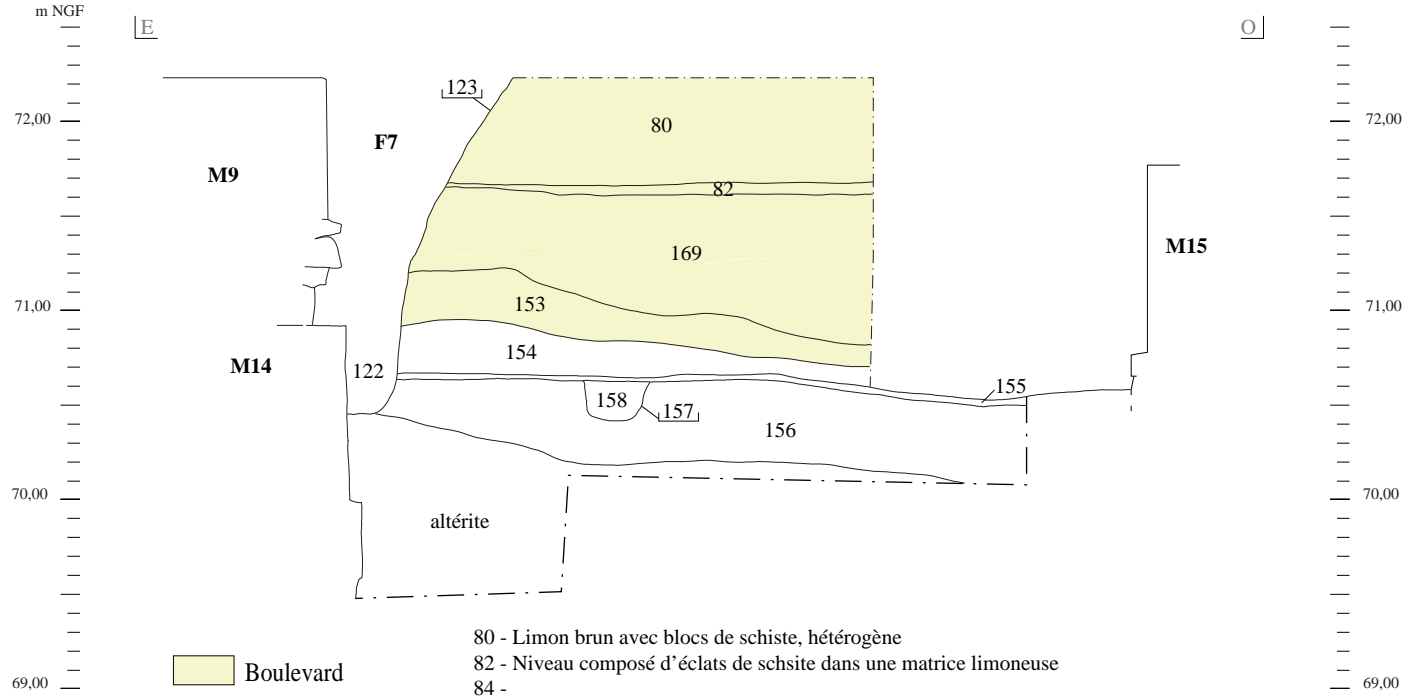 m NGF
E
O
123
72,00
80
72,00
F7
M9
82
M15
169
71,00
153
71,00
154
M14
122
155
158
157
156
70,00
70,00
altérite
80 - Limon brun avec blocs de schiste, hétérogène
Boulevard
82 - Niveau composé d’éclats de schsite dans une matrice limoneuse
69,00
84 -
69,00